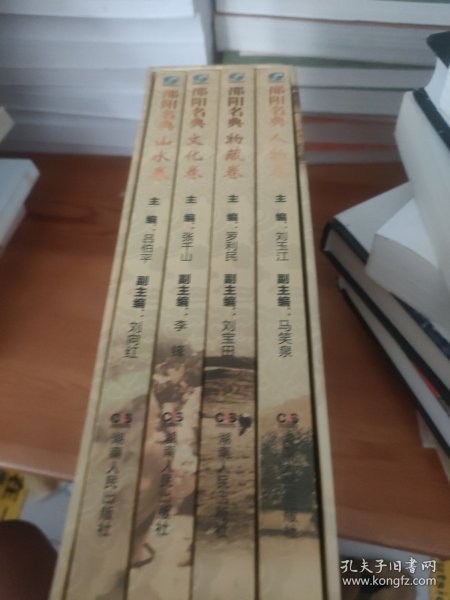 邵阳名典 山水卷
主编：吕伯平
副主编：刘向红
湖南人民出版社
邵阳名典 文化卷
主编：张千山
副主编：李锋
湖南人民出版社
邵阳名典 物藏卷
主编：罗利民
副主编：刘宝田
湖南人民出版社
邵阳名典 人物卷
主编：刘玉江
副主编：马笑泉
孔夫子旧书网
www.kongfz.com